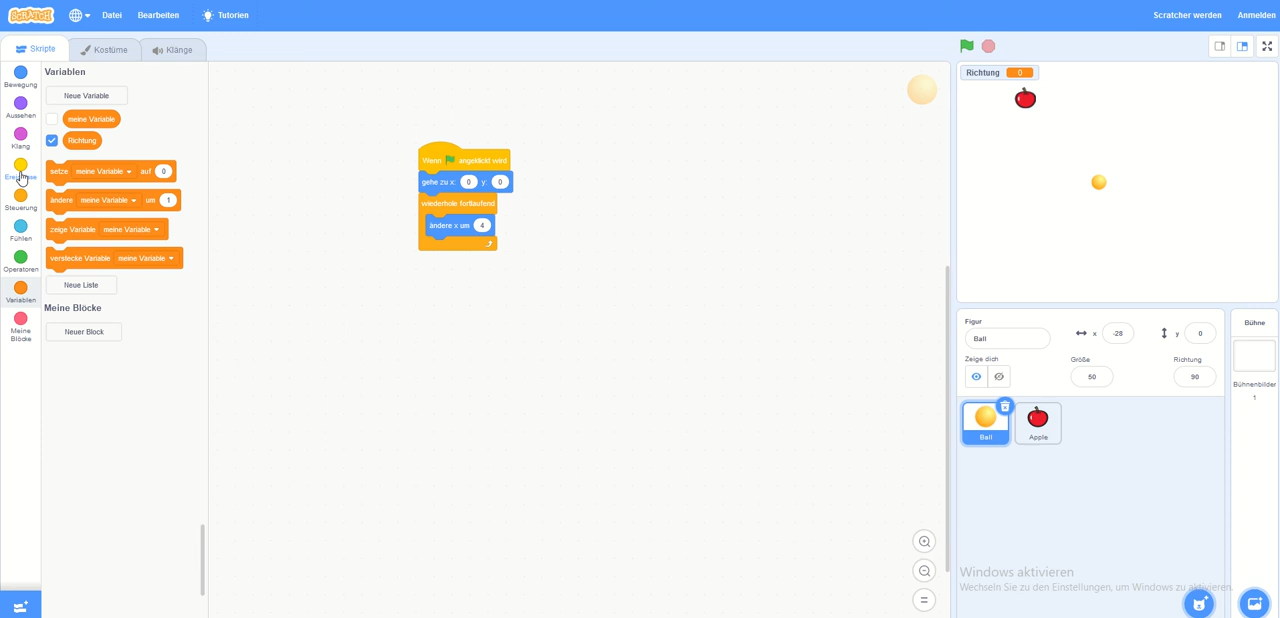 SCRATCH Datei Bearbeiten Tutorien Scratcher werden Anmelden
Skripte Kostüme Klänge
Bewegung
Aussehen
Klang
Steuerung
Fühlen
Operatoren
Variablen
Meine
Blöcke
Variablen
Neue Variable
meine Variable
Richtung
setze meine Variable auf 0
ändere meine Variable um 1
zeige Variable meine Variable
verstecke Variable meine Variable
Neue Liste
Meine Blöcke
Neuer Block
Wenn angeklickt wird
gehe zu x: 0 y: 0
wiederhole fortlaufend
ändere x um 4
Richtung 0
Figur
Ball
x -28 y 0
Zeige dich
Größe
50
Richtung
90
Ball
Apple
Bühne
Bühnenbilder
1
Windows aktivieren
Wechseln Sie zu den Einstellungen, um Windows zu aktivieren.